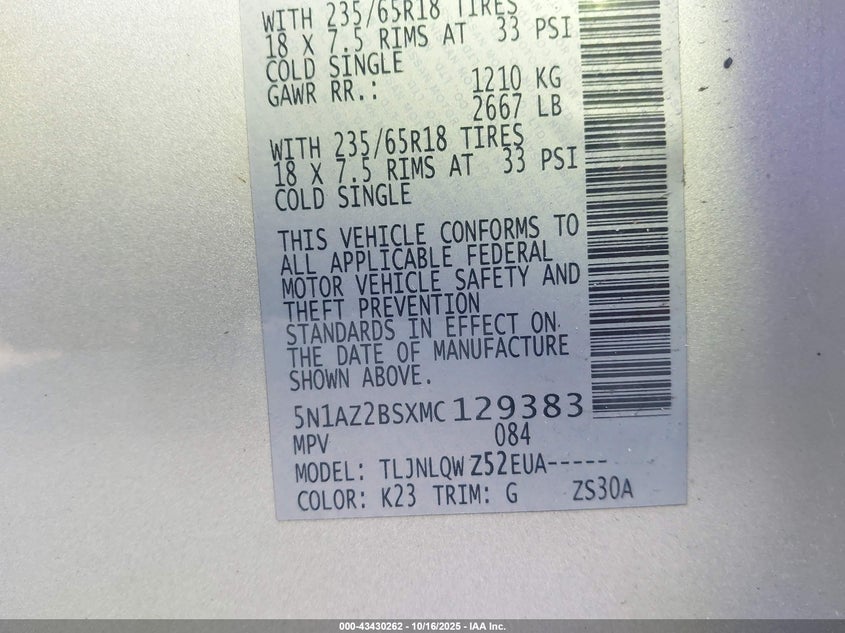 WITH 235/65R18 TIRES
18 X 7.5 RIMS AT 33 PSI
COLD SINGLE
GAWR RR.: 1210 KG
2667 LB
WITH 235/65R18 TIRES
18 X 7.5 RIMS AT 33 PSI
COLD SINGLE
THIS VEHICLE CONFORMS TO
ALL APPLICABLE FEDERAL
MOTOR VEHICLE SAFETY AND
THEFT PREVENTION
STANDARDS IN EFFECT ON
THE DATE OF MANUFACTURE
SHOWN ABOVE.
5N1AZ2BSXMC129383
MPV 084
MODEL: TLJNLQWZ52EUA-----
COLOR: K23 TRIM: G ZS30A
000-43430262 - 10/16/2025 - IAA Inc.